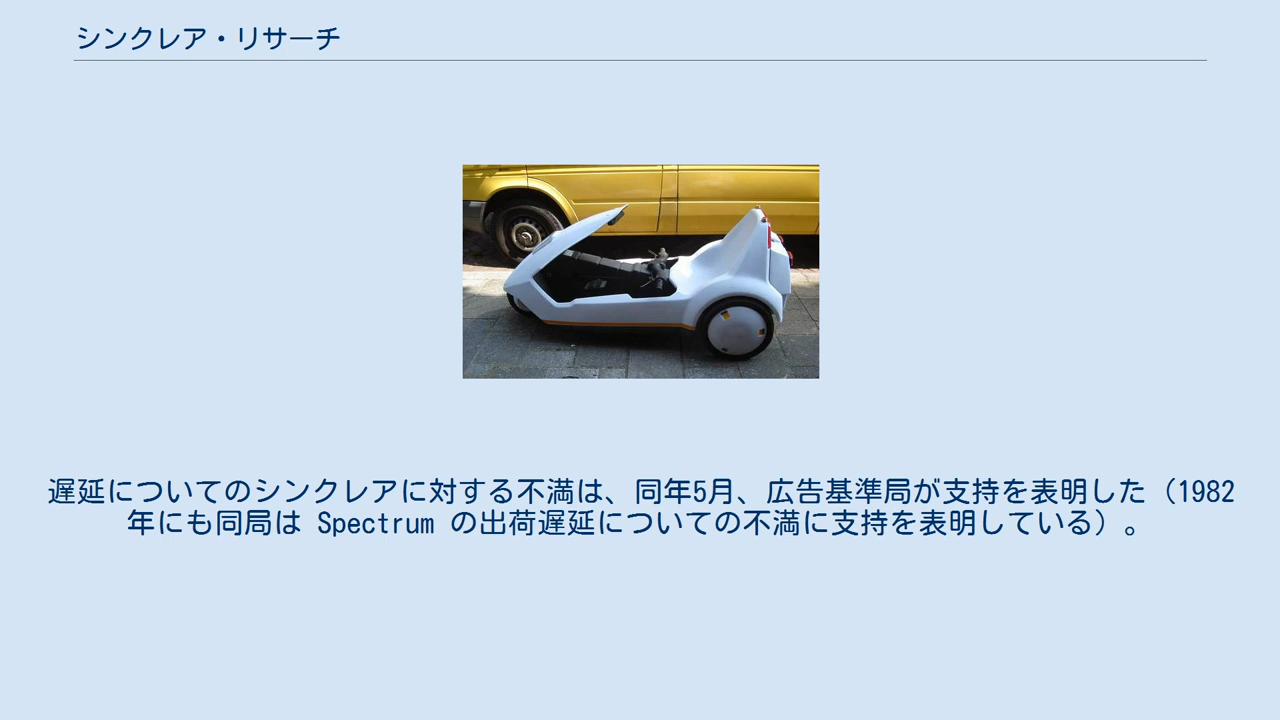 シンクレア・リサーチ
遅延についてのシンクレアに対する不満は、同年5月、広告基準局が支持を表明した（1982
年にも同局は Spectrum の出荷遅延についての不満に支持を表明している）。